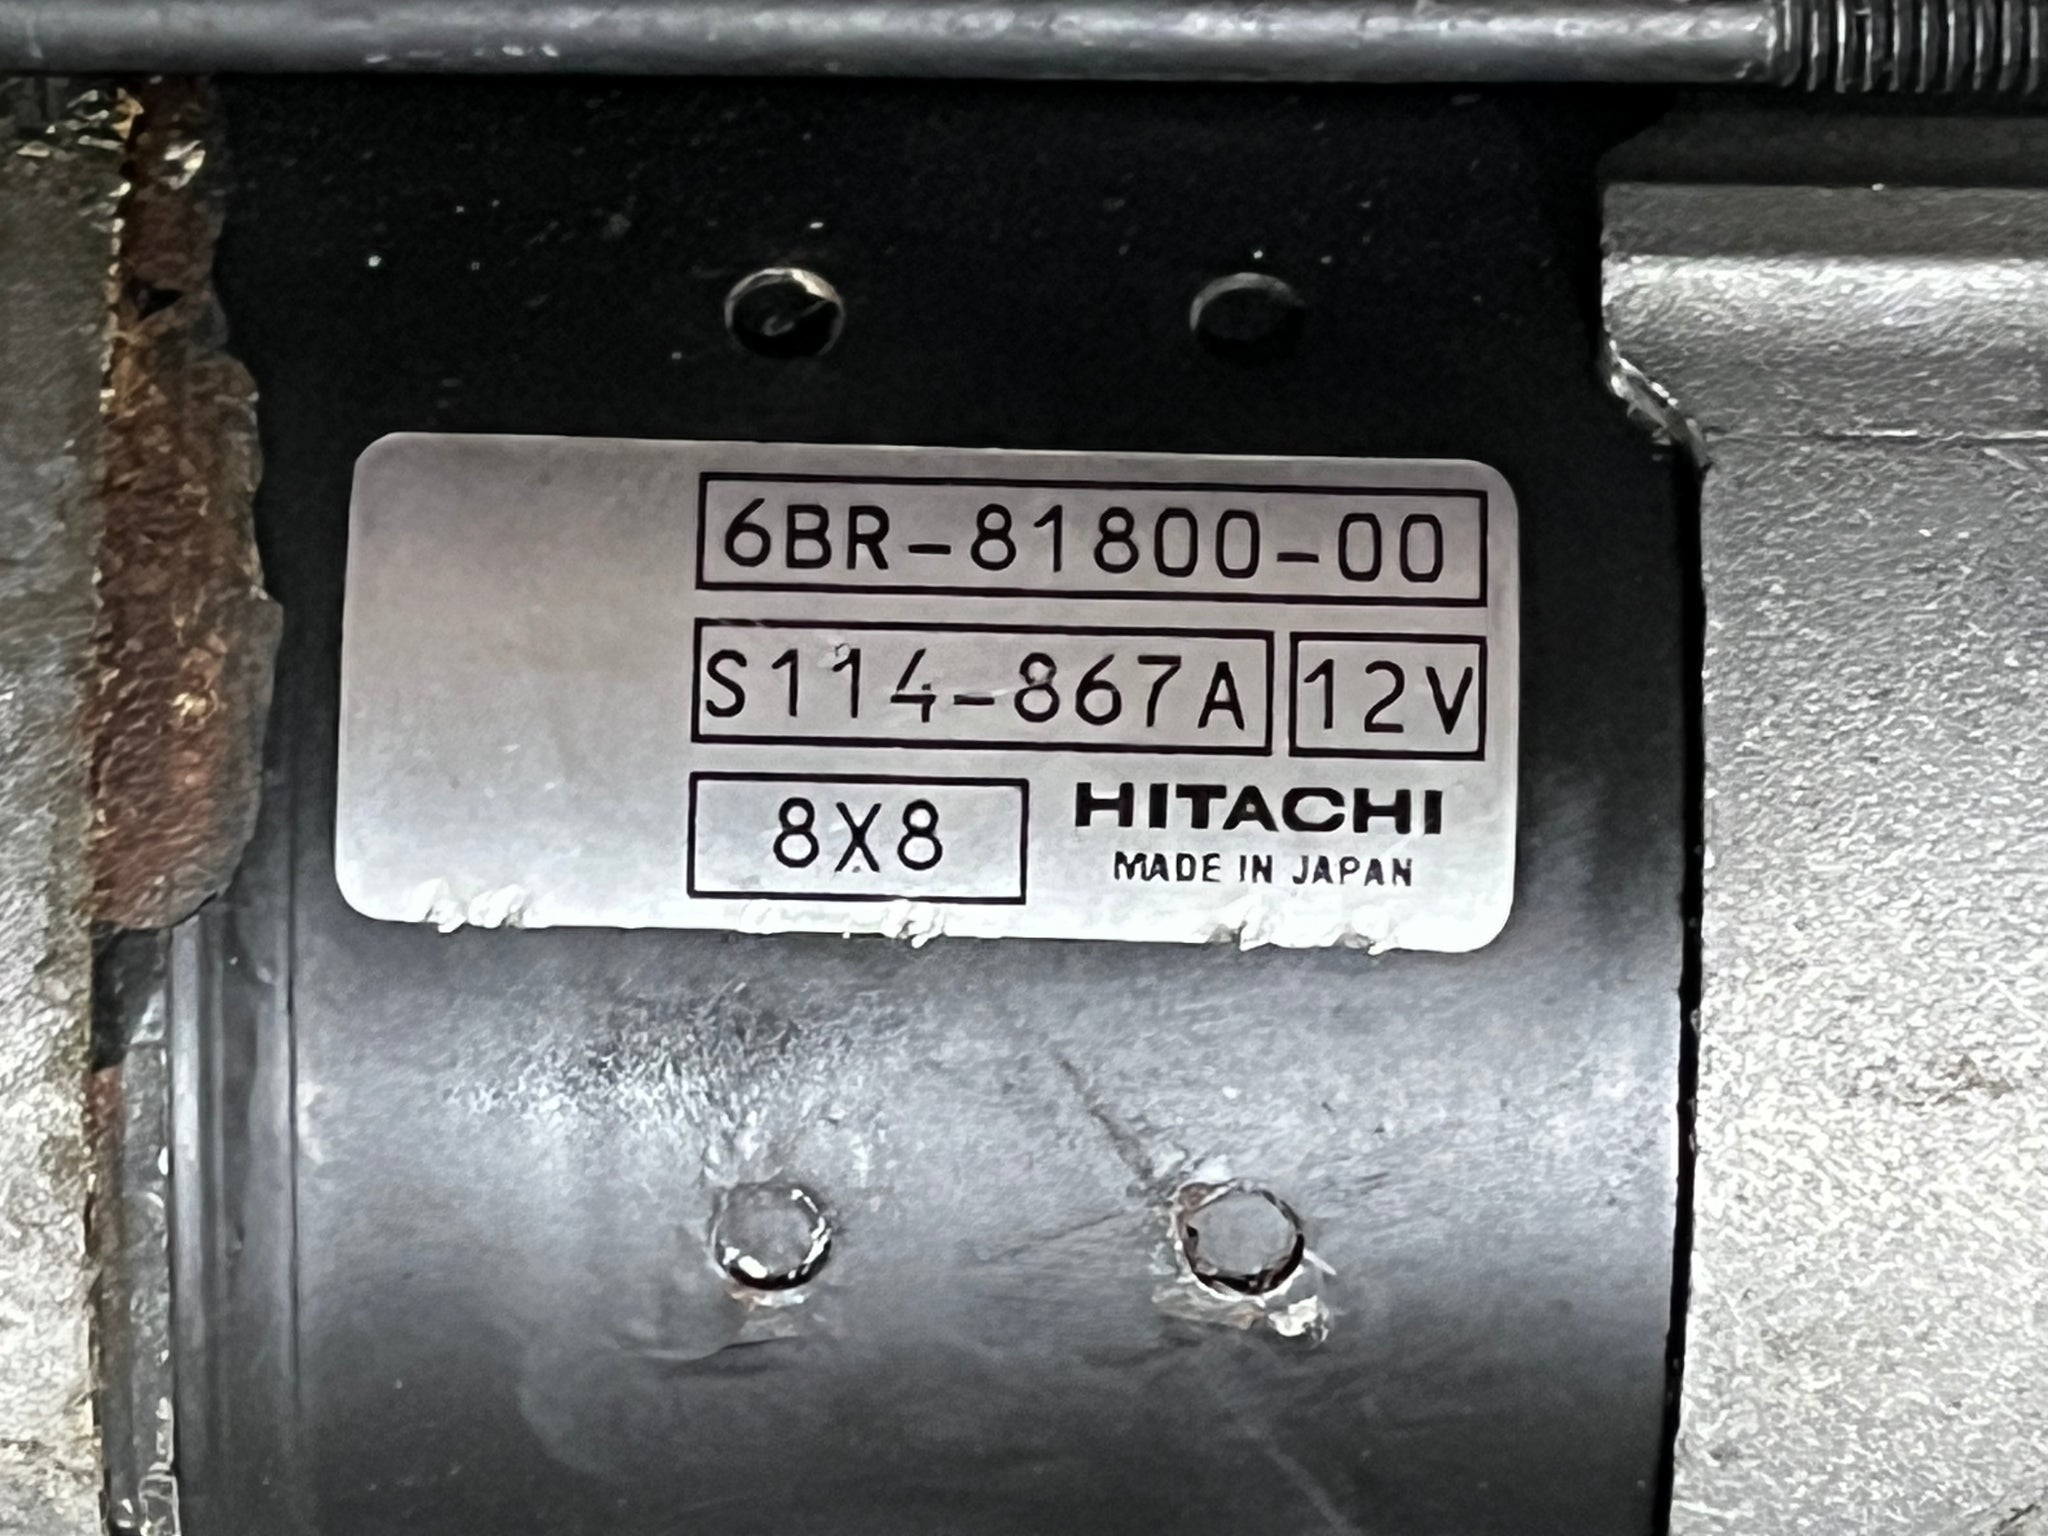 6BR-81800-00
S114-867A 12V
8X8 HITACHI
MADE IN JAPAN